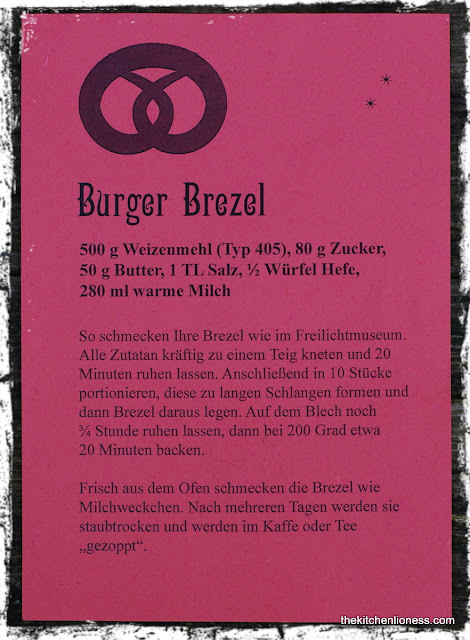 Burger Brezel
500 g Weizenmehl (Typ 405), 80 g Zucker,
50 g Butter, 1 TL Salz, ½ Würfel Hefe,
280 ml warme Milch
So schmecken Ihre Brezel wie im Freilichtmuseum.
Alle Zutatan kräftig zu einem Teig kneten und 20
Minuten ruhen lassen. Anschließend in 10 Stücke
portionieren, diese zu langen Schlangen formen und
dann Brezel daraus legen. Auf dem Blech noch
¾ Stunde ruhen lassen, dann bei 200 Grad etwa
20 Minuten backen.
Frisch aus dem Ofen schmecken die Brezel wie
Milchweckchen. Nach mehreren Tagen werden sie
staubtrocken und werden im Kaffe oder Tee
„gezoppt“.
thekitchenlioness.com